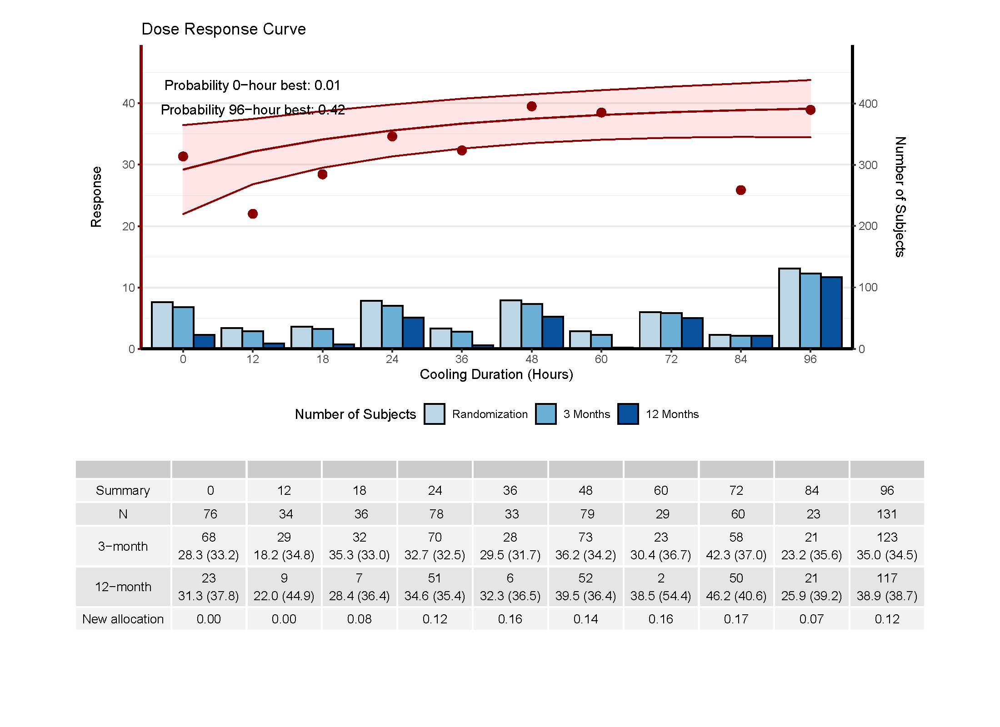 Dose Response Curve
Probability 0−hour best: 0.01
Probability 96−hour best: 0.42
Response
40
30
20
10
0
Number of Subjects
400
300
200
100
0
0 12 18 24 36 48 60 72 84 96
Cooling Duration (Hours)
Number of Subjects Randomization 3 Months 12 Months
Summary 0 12 18 24 36 48 60 72 84 96
N 76 34 36 78 33 79 29 60 23 131
3−month
68 29 32 70 28 73 23 58 21 123
28.3 (33.2) 18.2 (34.8) 35.3 (33.0) 32.7 (32.5) 29.5 (31.7) 36.2 (34.2) 30.4 (36.7) 42.3 (37.0) 23.2 (35.6) 35.0 (34.5)
12−month
23 9 7 51 6 52 2 50 21 117
31.3 (37.8) 22.0 (44.9) 28.4 (36.4) 34.6 (35.4) 32.3 (36.5) 39.5 (36.4) 38.5 (54.4) 46.2 (40.6) 25.9 (39.2) 38.9 (38.7)
New allocation 0.00 0.00 0.08 0.12 0.16 0.14 0.16 0.17 0.07 0.12